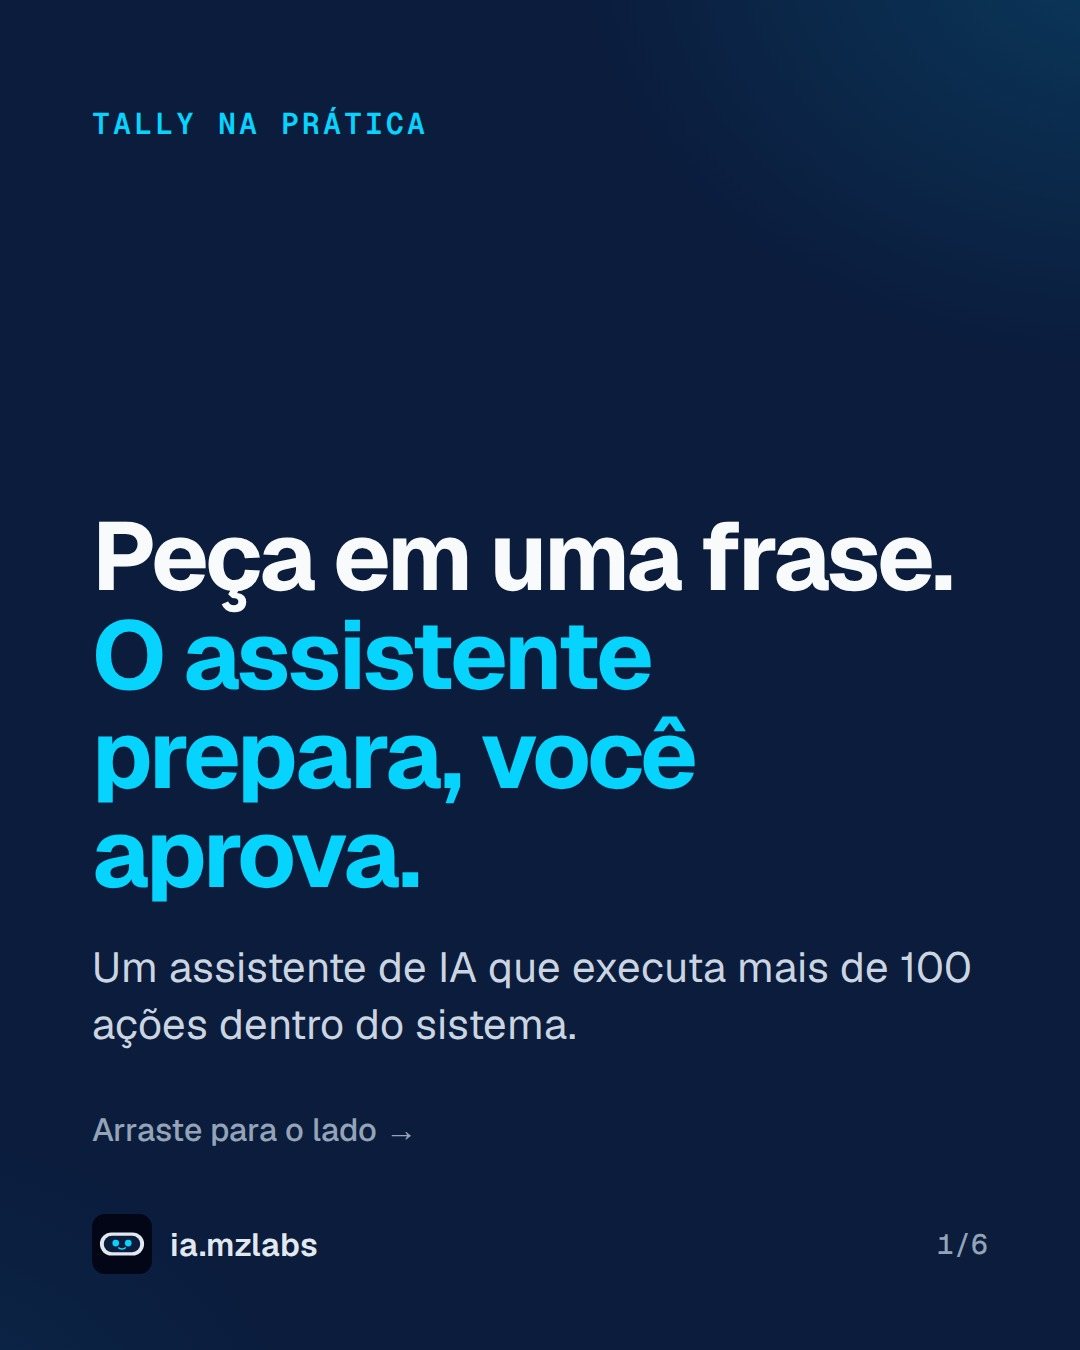 TALLY NA PRÁTICA
Peça em uma frase.
O assistente
prepara, você
aprova.
Um assistente de IA que executa mais de 100
ações dentro do sistema.
Arraste para o lado →
ia.mzlabs
1/6